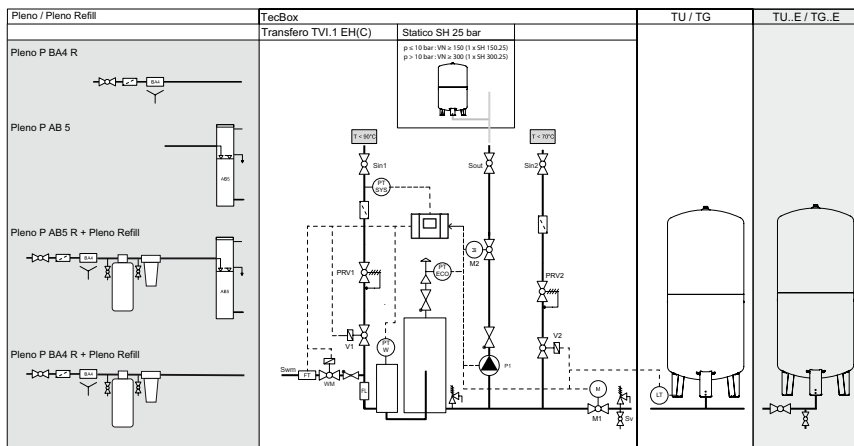 Pleno / Pleno Refill
TecBox
TU / TG
TU..E / TG..E
Transfero TVI.1 EH(C)
Statico SH 25 bar
p ≤ 10 bar : VN ≥ 150 (1 x SH 150.25)
p > 10 bar : VN ≥ 300 (1 x SH 300.25)
Pleno P BA4 R
BA4
Pleno P AB 5
AB5
Pleno P AB5 R + Pleno Refill
BA4
AB5
Pleno P BA4 R + Pleno Refill
BA4
T < 90°C
T < 70°C
Sin1
Sout
Sin2
PT
SYS
M2
PT
ECO
PRV1
PRV2
V1
PT
W
V2
Swm
FT
WM
FL
P1
M
M1
Sv
LT